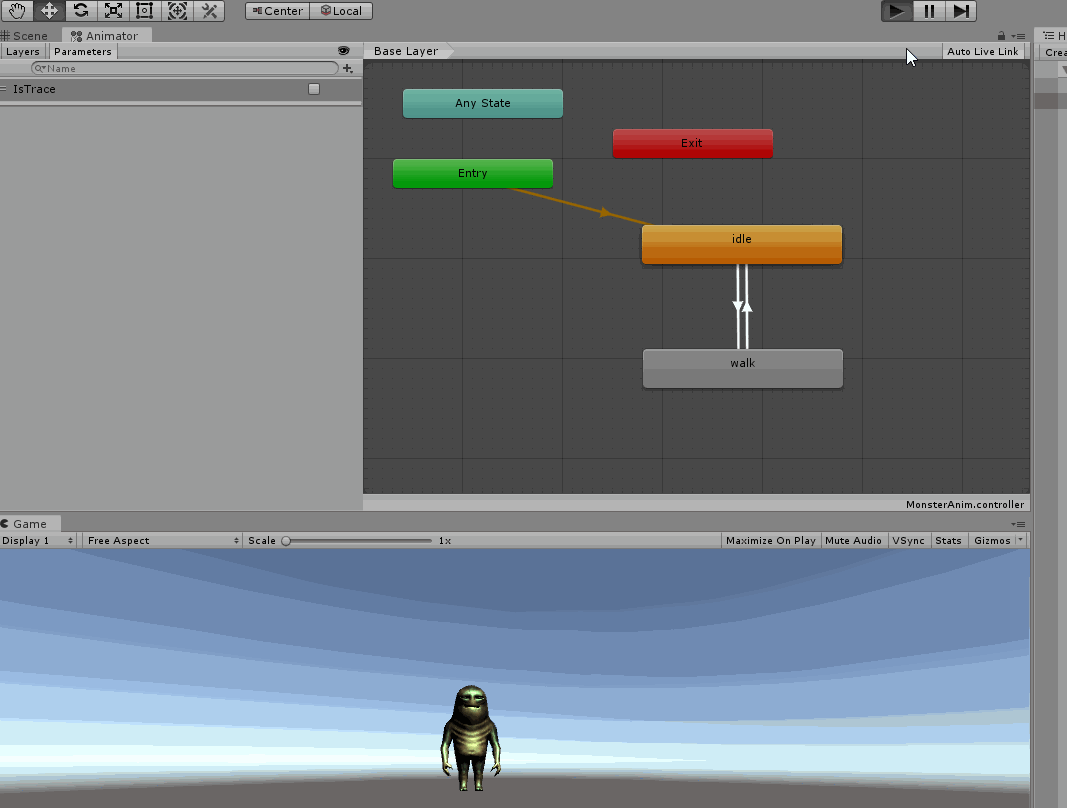 Center Local
Scene Animator H
Layers Parameters Base Layer Auto Live Link Crea
Name
IsTrace
Any State
Exit
Entry
idle
walk
MonsterAnim.controller
Game
Display 1 Free Aspect Scale 1x Maximize On Play Mute Audio VSync Stats Gizmos